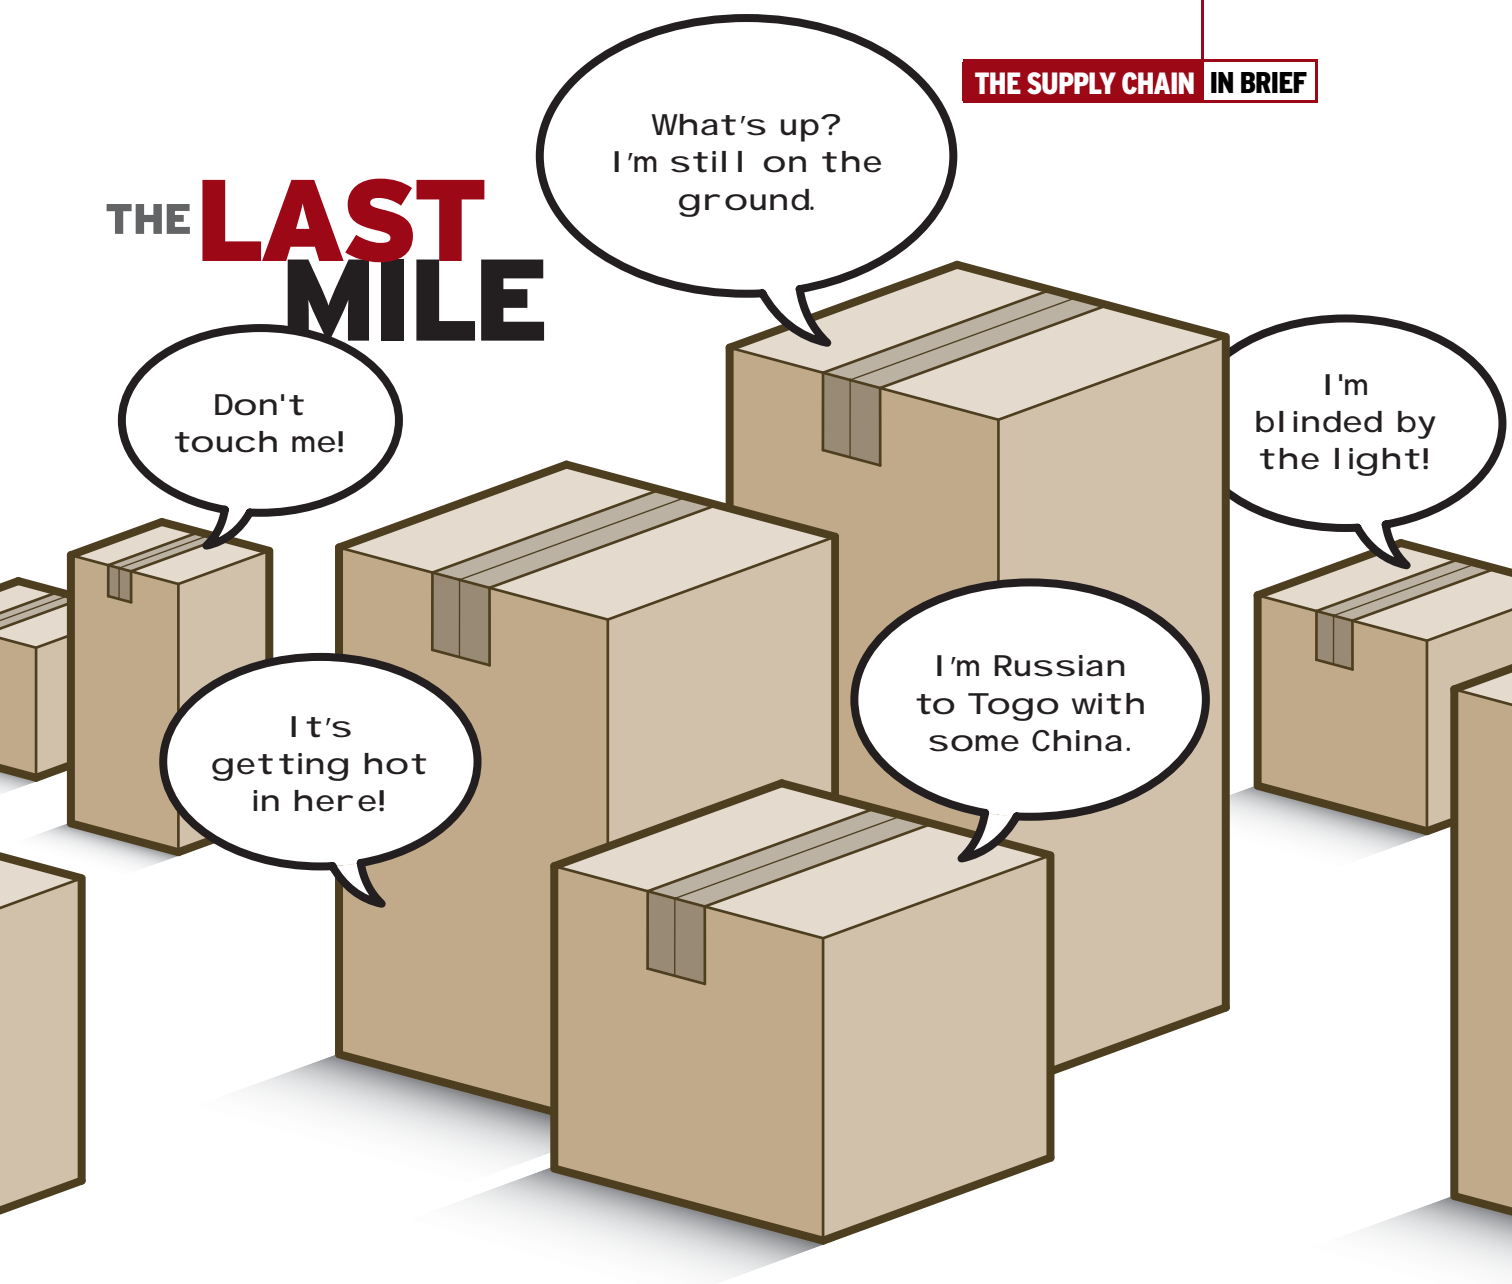 THE SUPPLY CHAIN IN BRIEF
What's up?
I'm still on the
ground.
THE LAST
MILE
Don't
touch me!
I'm
blinded by
the light!
It's
getting hot
in here!
I'm Russian
to Togo with
some China.